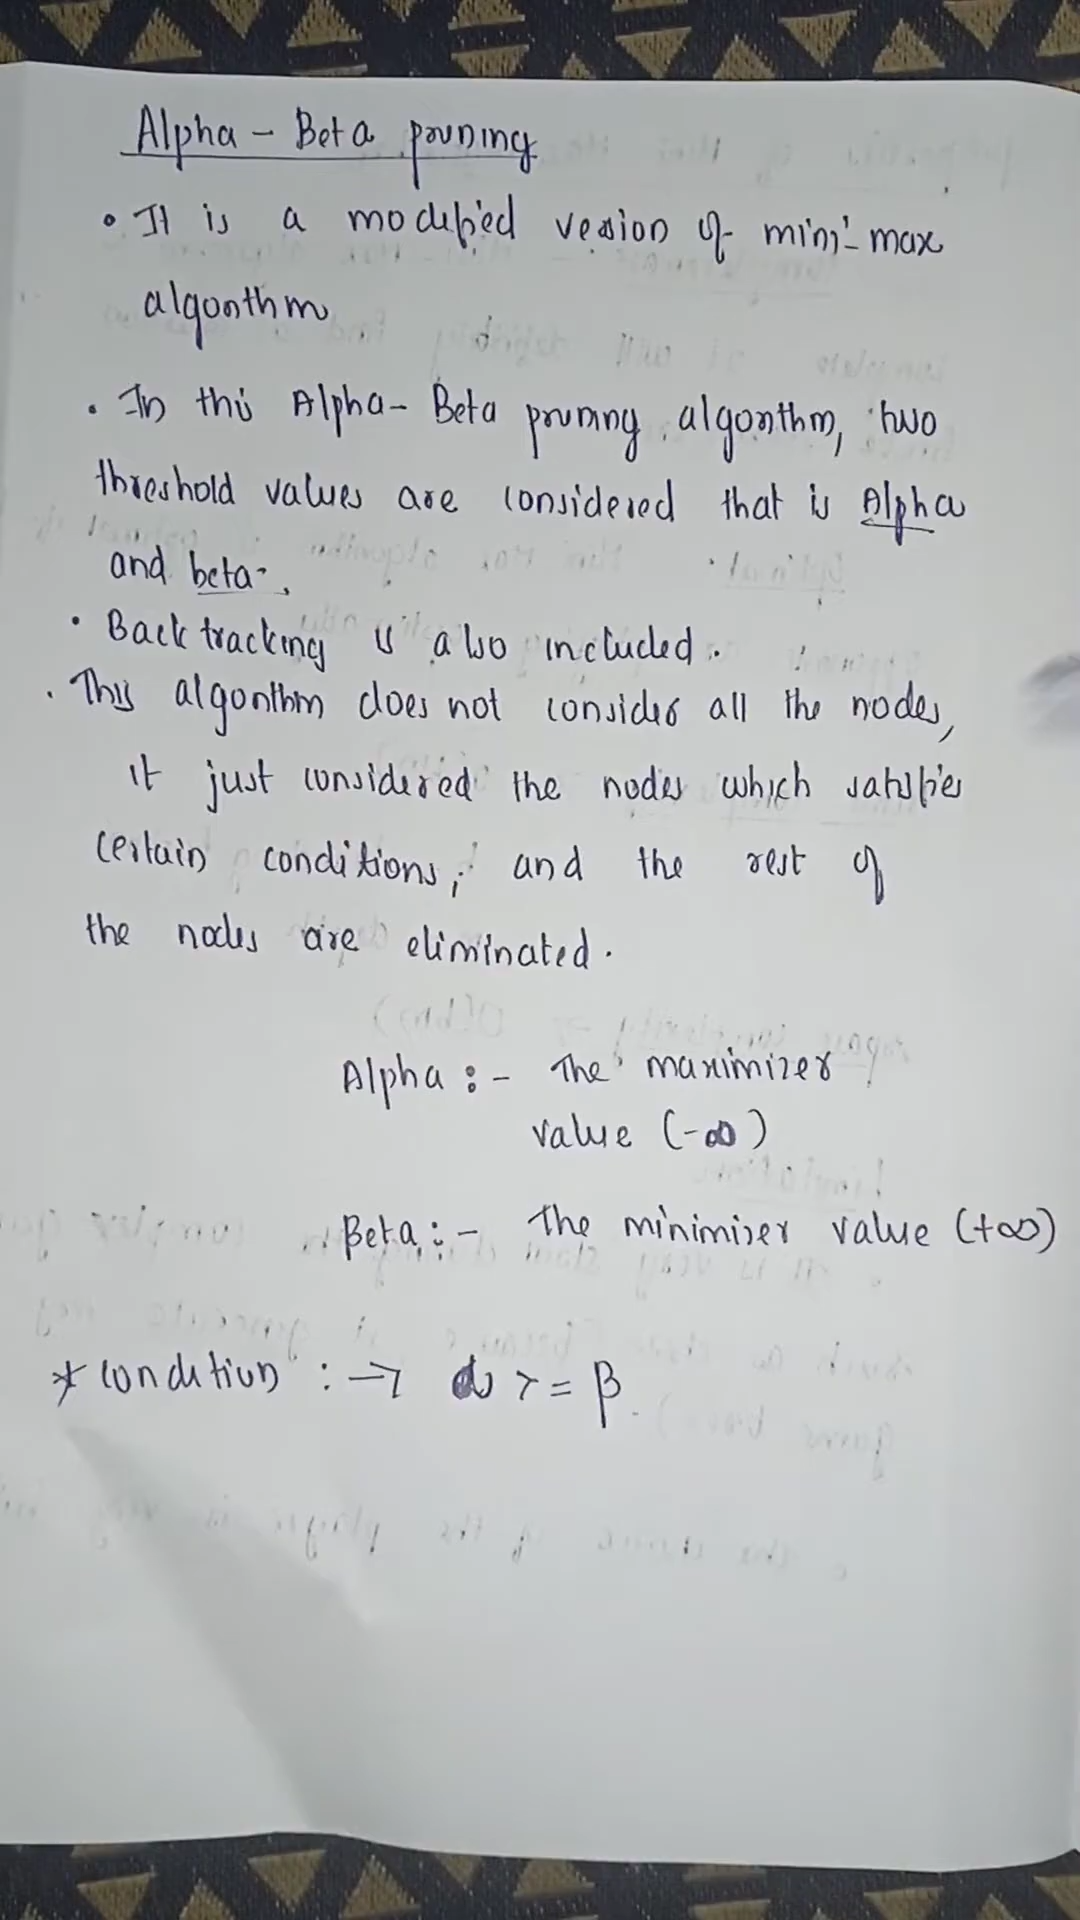 Alpha - Beta pruning
• It is a modified version of mini-max
algorithm
• In this Alpha-Beta pruning algorithm, two
threshold values are considered that is Alpha
and beta.
• Backtracking is also included.
• This algorithm does not consider all the nodes,
it just considered the nodes which satisfies
certain conditions, and the rest of
the nodes are eliminated.
Alpha :- The maximizer
value (-∞)
Beta :- The minimizer value (+∞)
* condition :→ α >= β